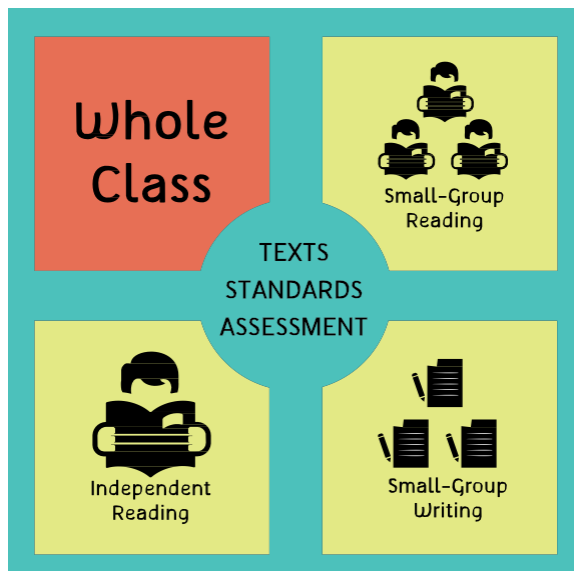 Whole
Class
Small-Group
Reading
TEXTS
STANDARDS
ASSESSMENT
Independent
Reading
Small-Group
Writing